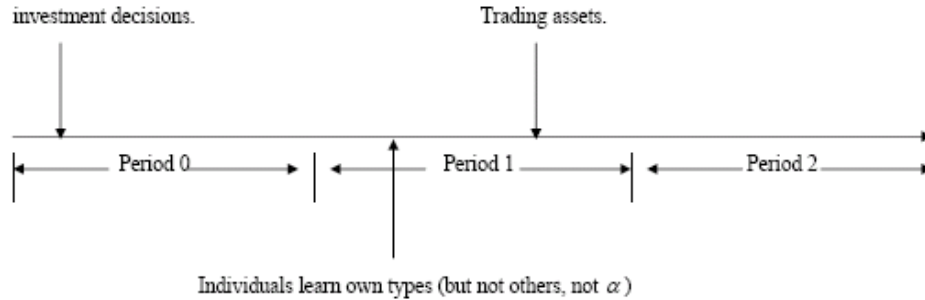 investment decisions.
Trading assets.
Period 0
Period 1
Period 2
Individuals learn own types (but not others, not α)